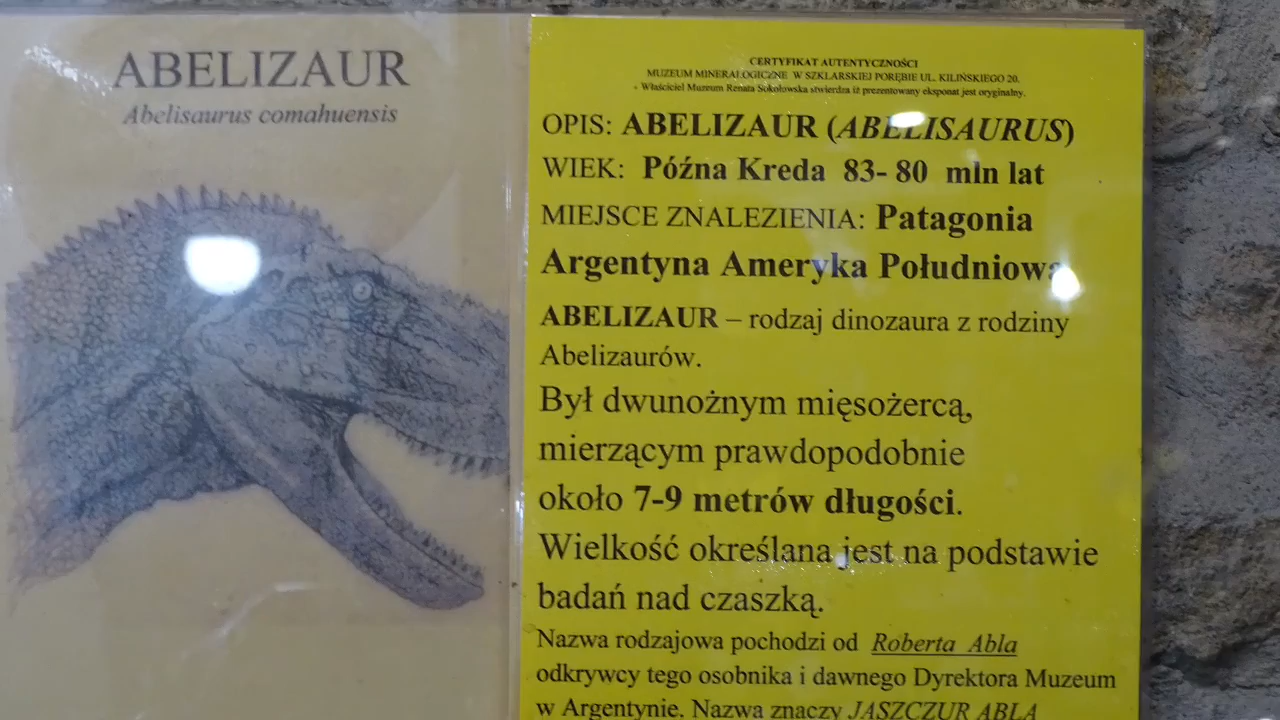 ABELIZAUR
Abelisaurus comahuensis
CERTYFIKAT AUTENTYCZNOŚCI
MUZEUM MINERALOGICZNE W SZKLARSKIEJ PORĘBIE UL. KILIŃSKIEGO 20.
Właściciel Muzeum Renata Sokołowska stwierdza iż prezentowany eksponat jest oryginalny.
OPIS: ABELIZAUR (ABELISAURUS)
WIEK: Późna Kreda 83- 80 mln lat
MIEJSCE ZNALEZIENIA: Patagonia
Argentyna Ameryka Południowa
ABELIZAUR – rodzaj dinozaura z rodziny
Abelizaurów.
Był dwunożnym mięsożercą,
mierzącym prawdopodobnie
około 7-9 metrów długości.
Wielkość określana jest na podstawie
badań nad czaszką.
Nazwa rodzajowa pochodzi od Roberta Abla
odkrywcy tego osobnika i dawnego Dyrektora Muzeum
w Argentynie. Nazwa znaczy JASZCZUR ABLA